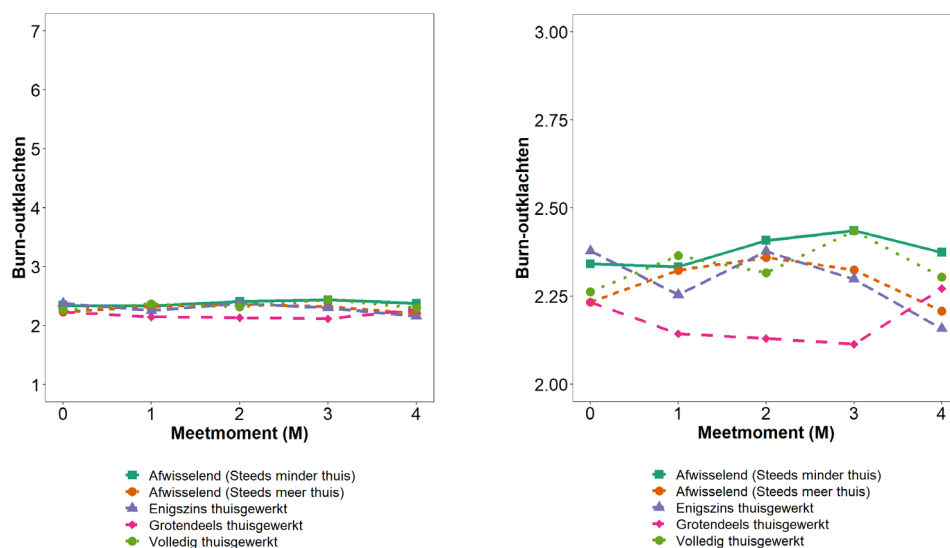 7
6
5
4
3
2
1
Burn-outklachten
0 1 2 3 4
Meetmoment (M)
Afwisselend (Steeds minder thuis)
Afwisselend (Steeds meer thuis)
Enigszins thuisgewerkt
Grotendeels thuisgewerkt
Volledig thuisgewerkt
3.00
2.75
2.50
2.25
2.00
Burn-outklachten
0 1 2 3 4
Meetmoment (M)
Afwisselend (Steeds minder thuis)
Afwisselend (Steeds meer thuis)
Enigszins thuisgewerkt
Grotendeels thuisgewerkt
Volledig thuisgewerkt